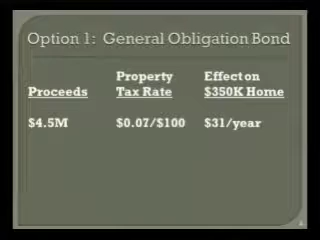 Option 1: General Obligation Bond
Property Effect on
Proceeds Tax Rate $350K Home
$4.5M $0.07/$100 $31/year